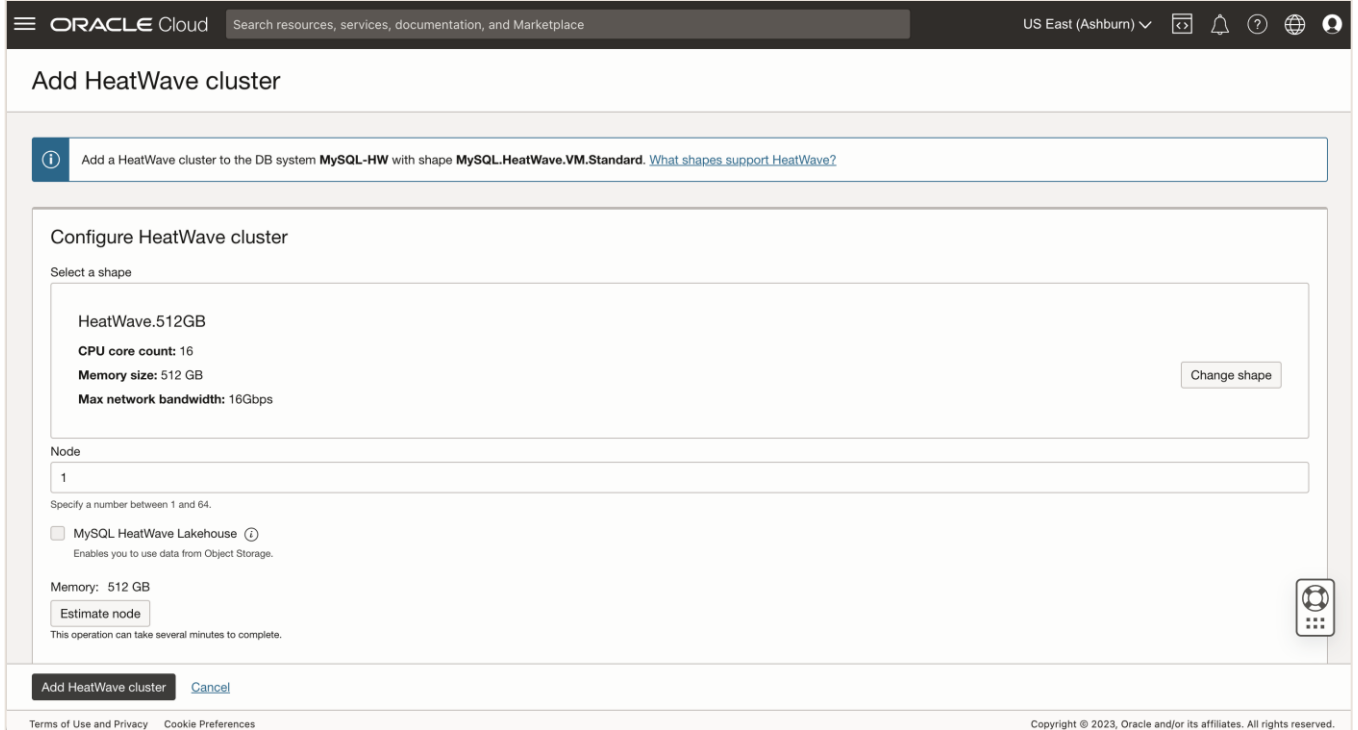 ORACLE Cloud
Search resources, services, documentation, and Marketplace
US East (Ashburn)
Add HeatWave cluster
Add a HeatWave cluster to the DB system MySQL-HW with shape MySQL.HeatWave.VM.Standard. What shapes support HeatWave?
Configure HeatWave cluster
Select a shape
HeatWave.512GB
CPU core count: 16
Memory size: 512 GB
Change shape
Max network bandwidth: 16Gbps
Node
1
Specify a number between 1 and 64.
MySQL HeatWave Lakehouse
Enables you to use data from Object Storage.
Memory: 512 GB
Estimate node
This operation can take several minutes to complete.
Add HeatWave cluster Cancel
Terms of Use and Privacy Cookie Preferences Copyright © 2023, Oracle and/or its affiliates. All rights reserved.